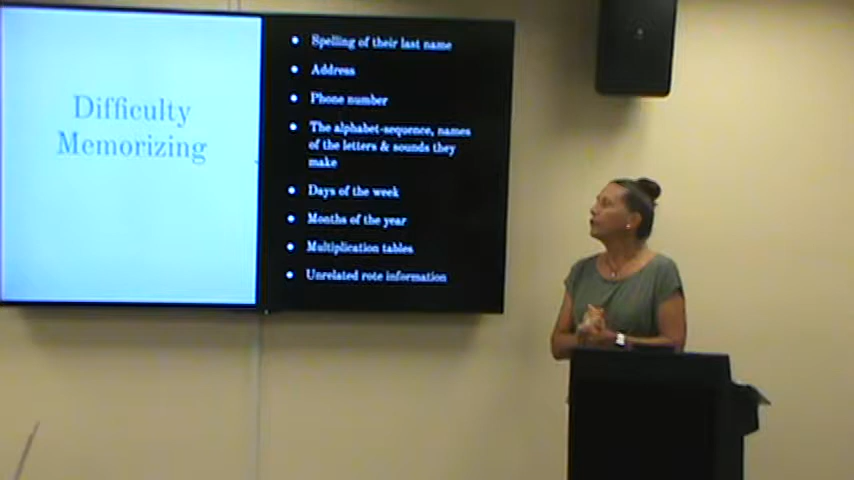 Difficulty
Memorizing
Spelling of their last name
Address
Phone number
The alphabet-sequence, names
of the letters & sounds they
make
Days of the week
Months of the year
Multiplication tables
Unrelated rote information